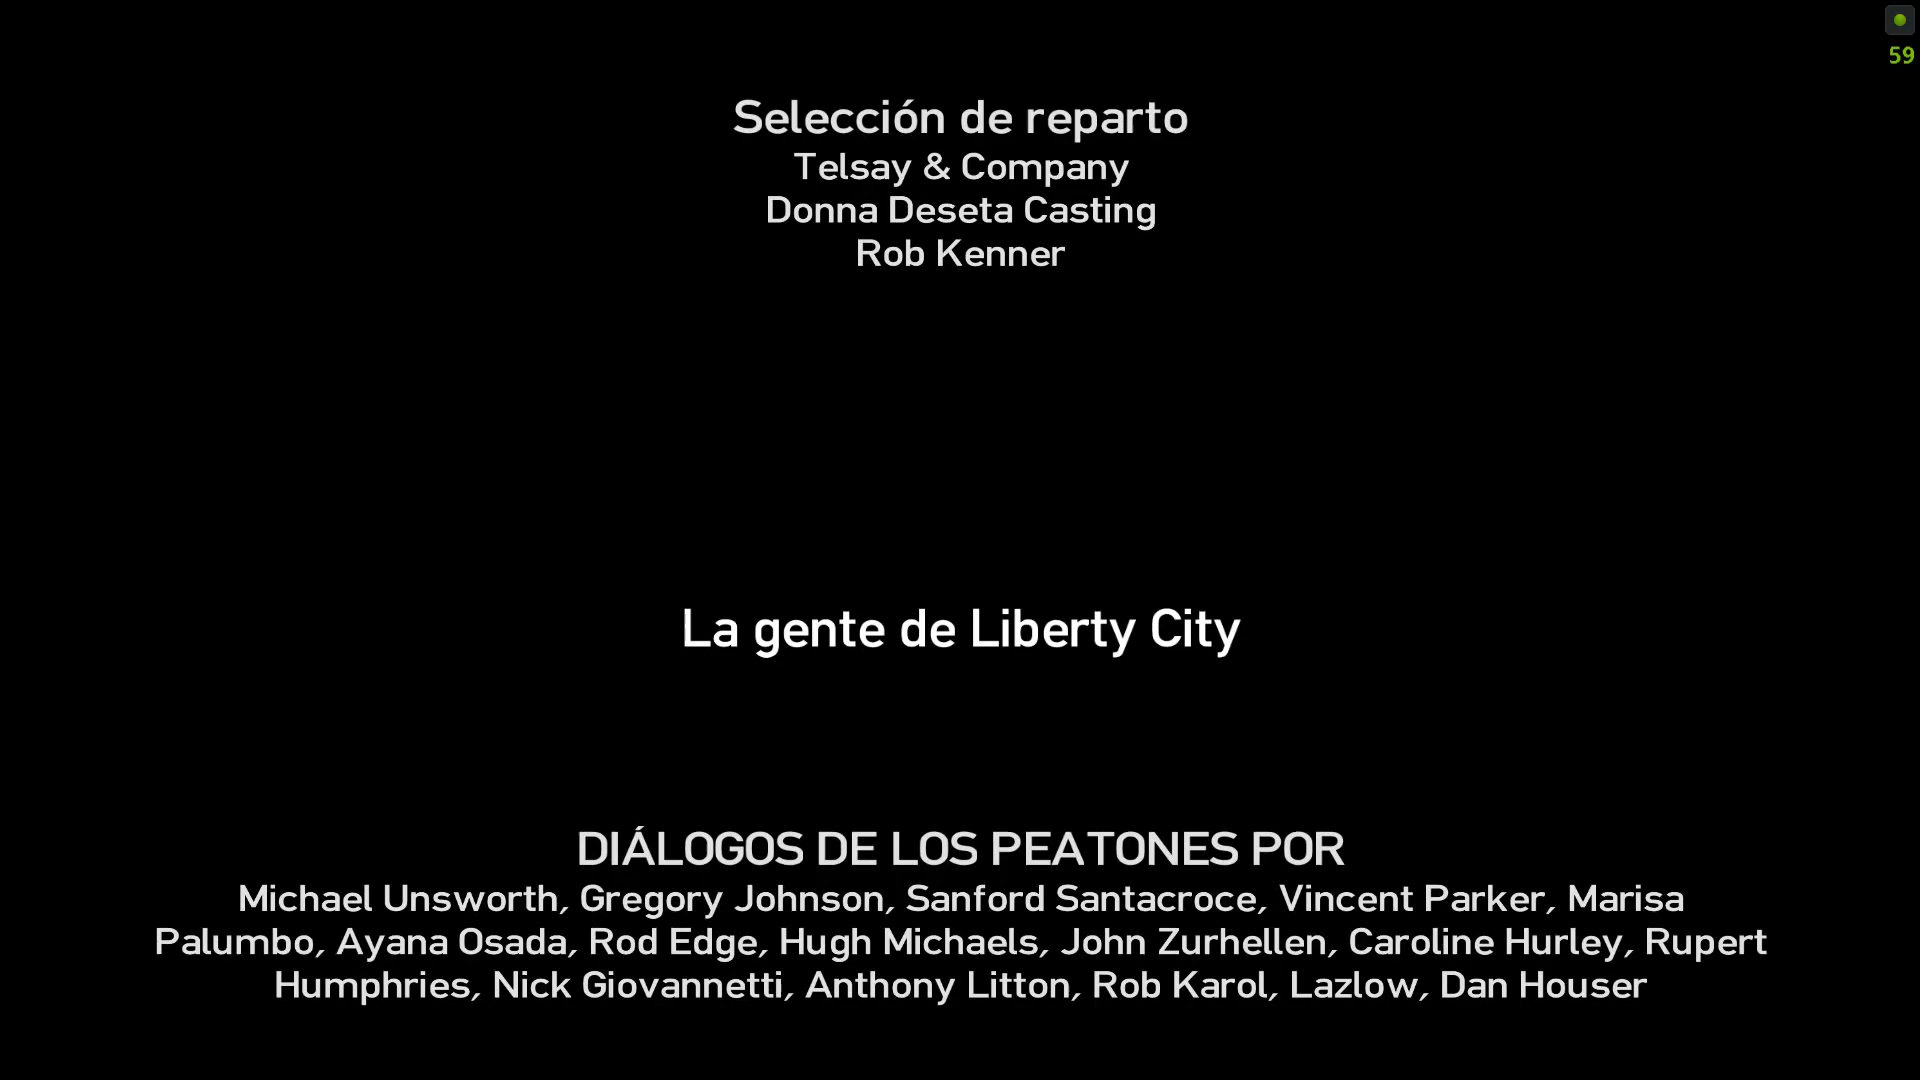 59
Selección de reparto
Telsay & Company
Donna Deseta Casting
Rob Kenner
La gente de Liberty City
DIÁLOGOS DE LOS PEATONES POR
Michael Unsworth, Gregory Johnson, Sanford Santacroce, Vincent Parker, Marisa
Palumbo, Ayana Osada, Rod Edge, Hugh Michaels, John Zurhellen, Caroline Hurley, Rupert
Humphries, Nick Giovannetti, Anthony Litton, Rob Karol, Lazlow, Dan Houser